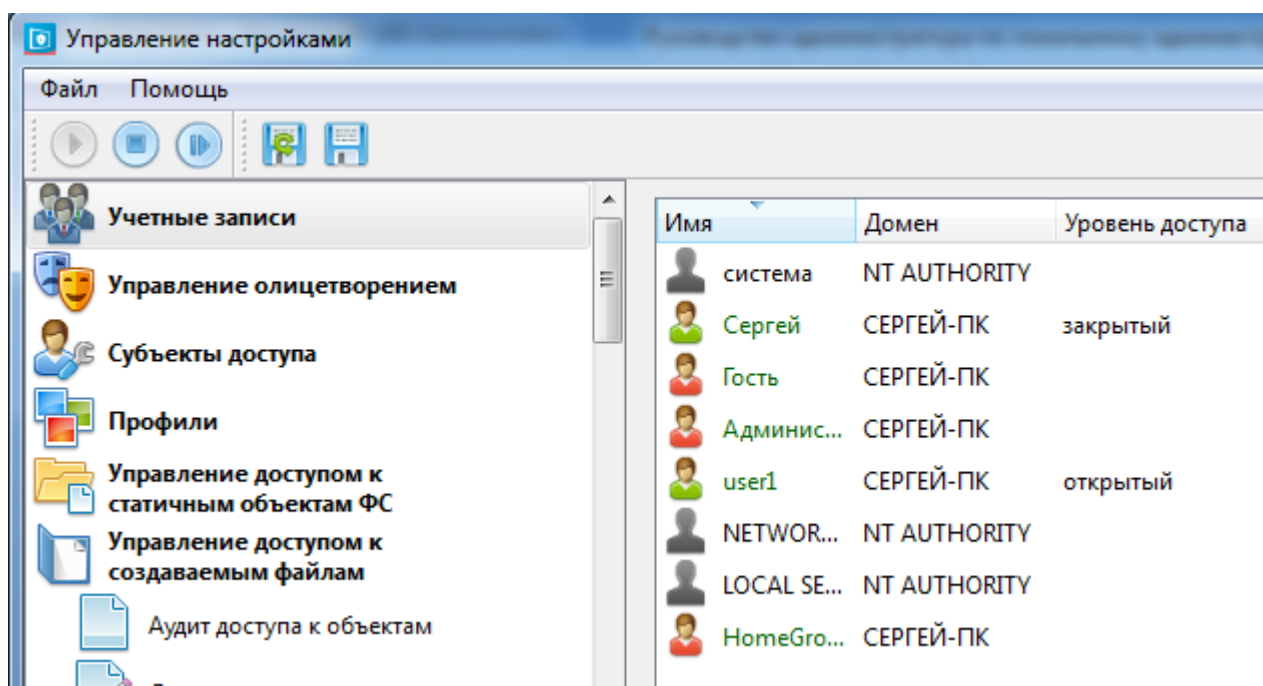 Управление настройками
Файл Помощь
Учетные записи
Управление олицетворением
Субъекты доступа
Профили
Управление доступом к
статичным объектам ФС
Управление доступом к
создаваемым файлам
Аудит доступа к объектам
Имя Домен Уровень доступа
система NT AUTHORITY
Сергей СЕРГЕЙ-ПК закрытый
Гость СЕРГЕЙ-ПК
Админис... СЕРГЕЙ-ПК
user1 СЕРГЕЙ-ПК открытый
NETWOR... NT AUTHORITY
LOCAL SE... NT AUTHORITY
HomeGro... СЕРГЕЙ-ПК